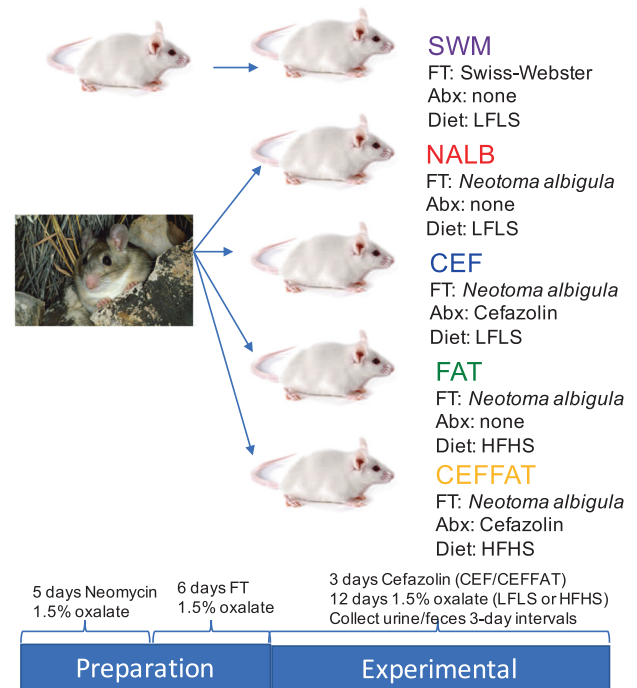 SWM
FT: Swiss-Webster
Abx: none
Diet: LFLS
NALB
FT: Neotoma albigula
Abx: none
Diet: LFLS
CEF
FT: Neotoma albigula
Abx: Cefazolin
Diet: LFLS
FAT
FT: Neotoma albigula
Abx: none
Diet: HFHS
CEFFAT
FT: Neotoma albigula
Abx: Cefazolin
Diet: HFHS
5 days Neomycin
1.5% oxalate
6 days FT
1.5% oxalate
3 days Cefazolin (CEF/CEFFAT)
12 days 1.5% oxalate (LFLS or HFHS)
Collect urine/feces 3-day intervals
Preparation
Experimental